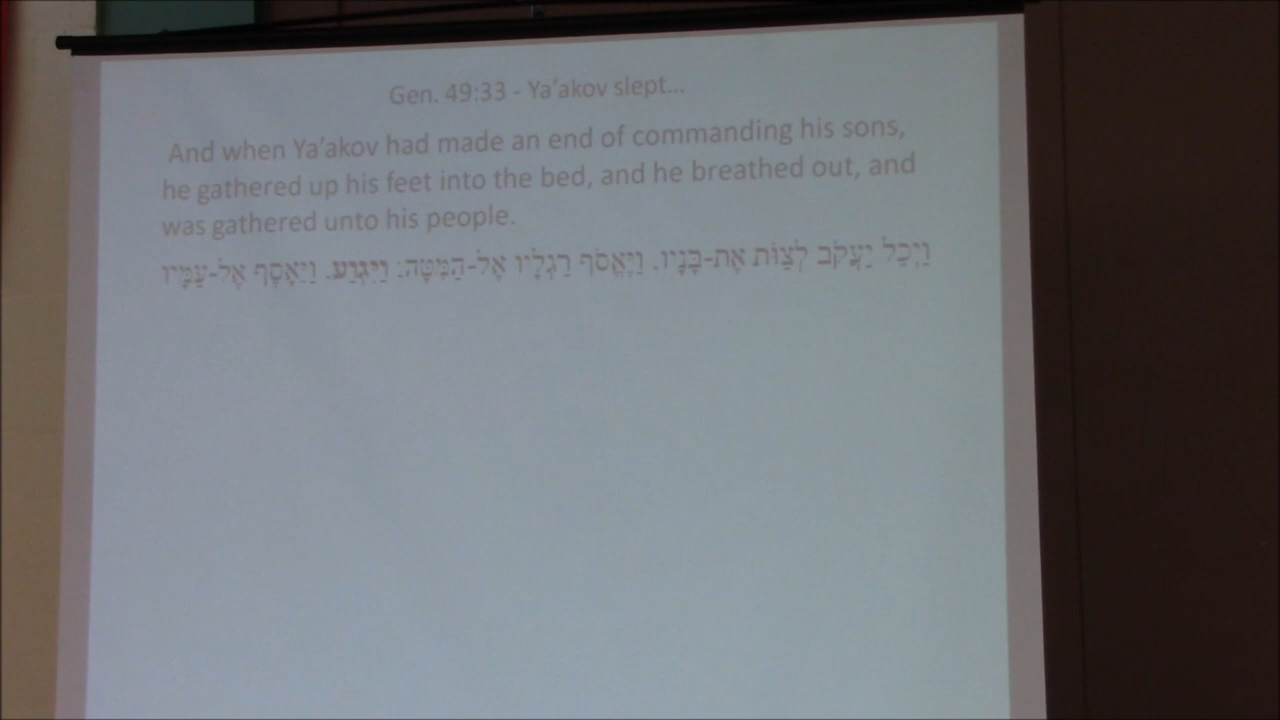 Gen. 49:33 - Ya’akov slept...
And when Ya’akov had made an end of commanding his sons,
he gathered up his feet into the bed, and he breathed out, and
was gathered unto his people.
וַיְכַל יַעֲקֹב לְצַוֺּת אֶת-בָּנָיו, וַיֶּאֱסֹף רַגְלָיו אֶל-הַמִּטָּה; וַיִּגְוַע, וַיֵּאָסֶף אֶל-עַמָּיו